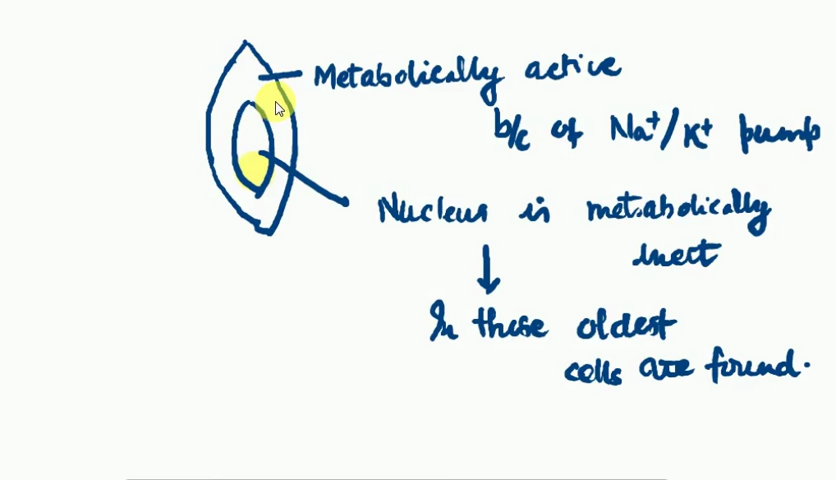 Metabolically active
b/c of Na+/K+ pump
Nucleus is metabolically
inert
In these oldest
cells are found.